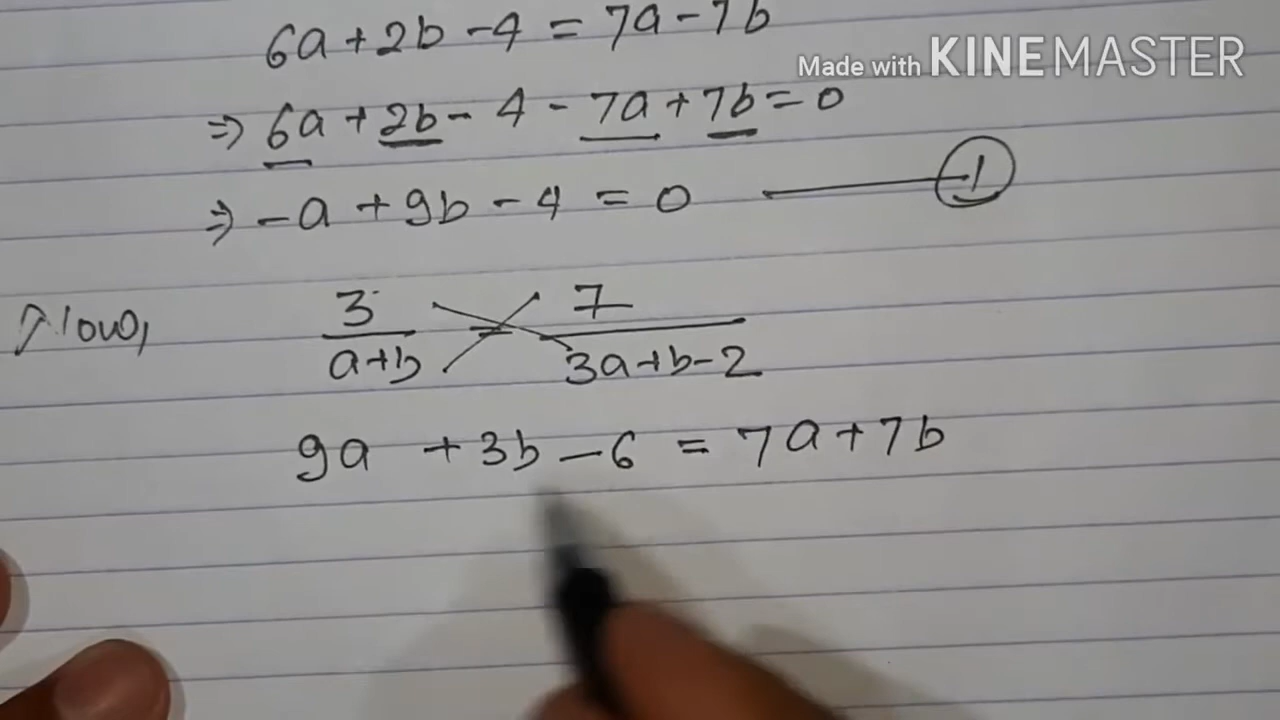 6a + 2b - 4 = 7a - 7b
Made with KINEMASTER
⇒ 6a + 2b - 4 - 7a + 7b = 0
⇒ -a + 9b - 4 = 0 —— ①
Now, 3/a+b = 7/3a+b-2
9a + 3b - 6 = 7a + 7b